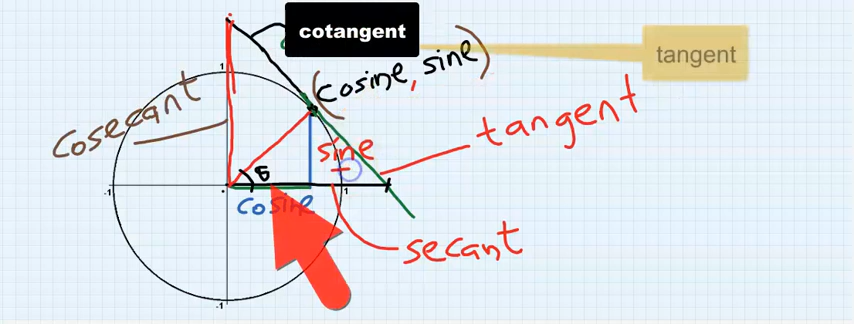 cotangent
tangent
(cosine, sine)
1
cosecant
tangent
sine
-1
1
cosine
secant
-1